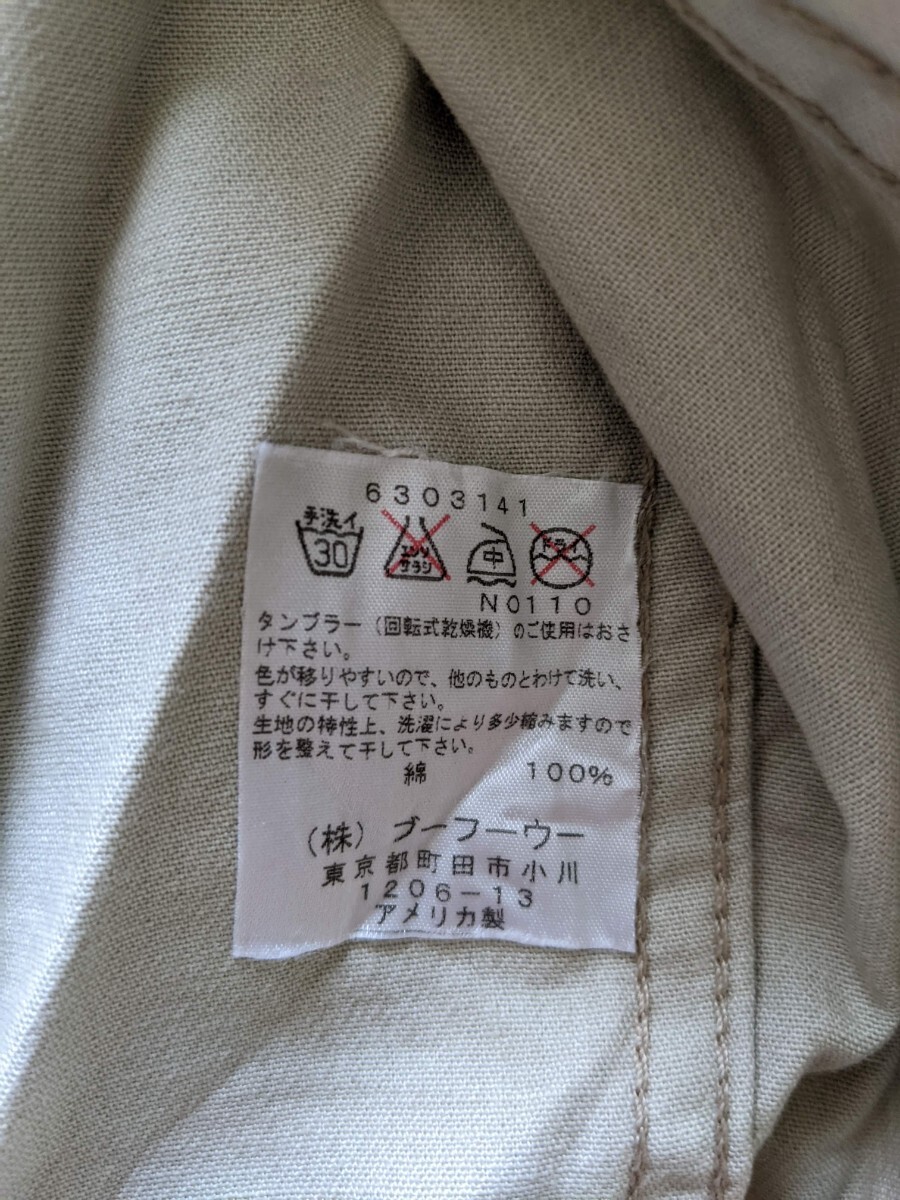 6303141
手洗イ
30
エンソ
サラシ
中
ドライ
N0110
タンブラー(回転式乾燥機)のご使用はおさ
け下さい。
色が移りやすいので、他のものとわけて洗い、
すぐに干して下さい。
生地の特性上、洗濯により多少縮みますので
形を整えて干して下さい。
綿 100%
(株) ブーフーウー
東京都町田市小川
1206-13
アメリカ製